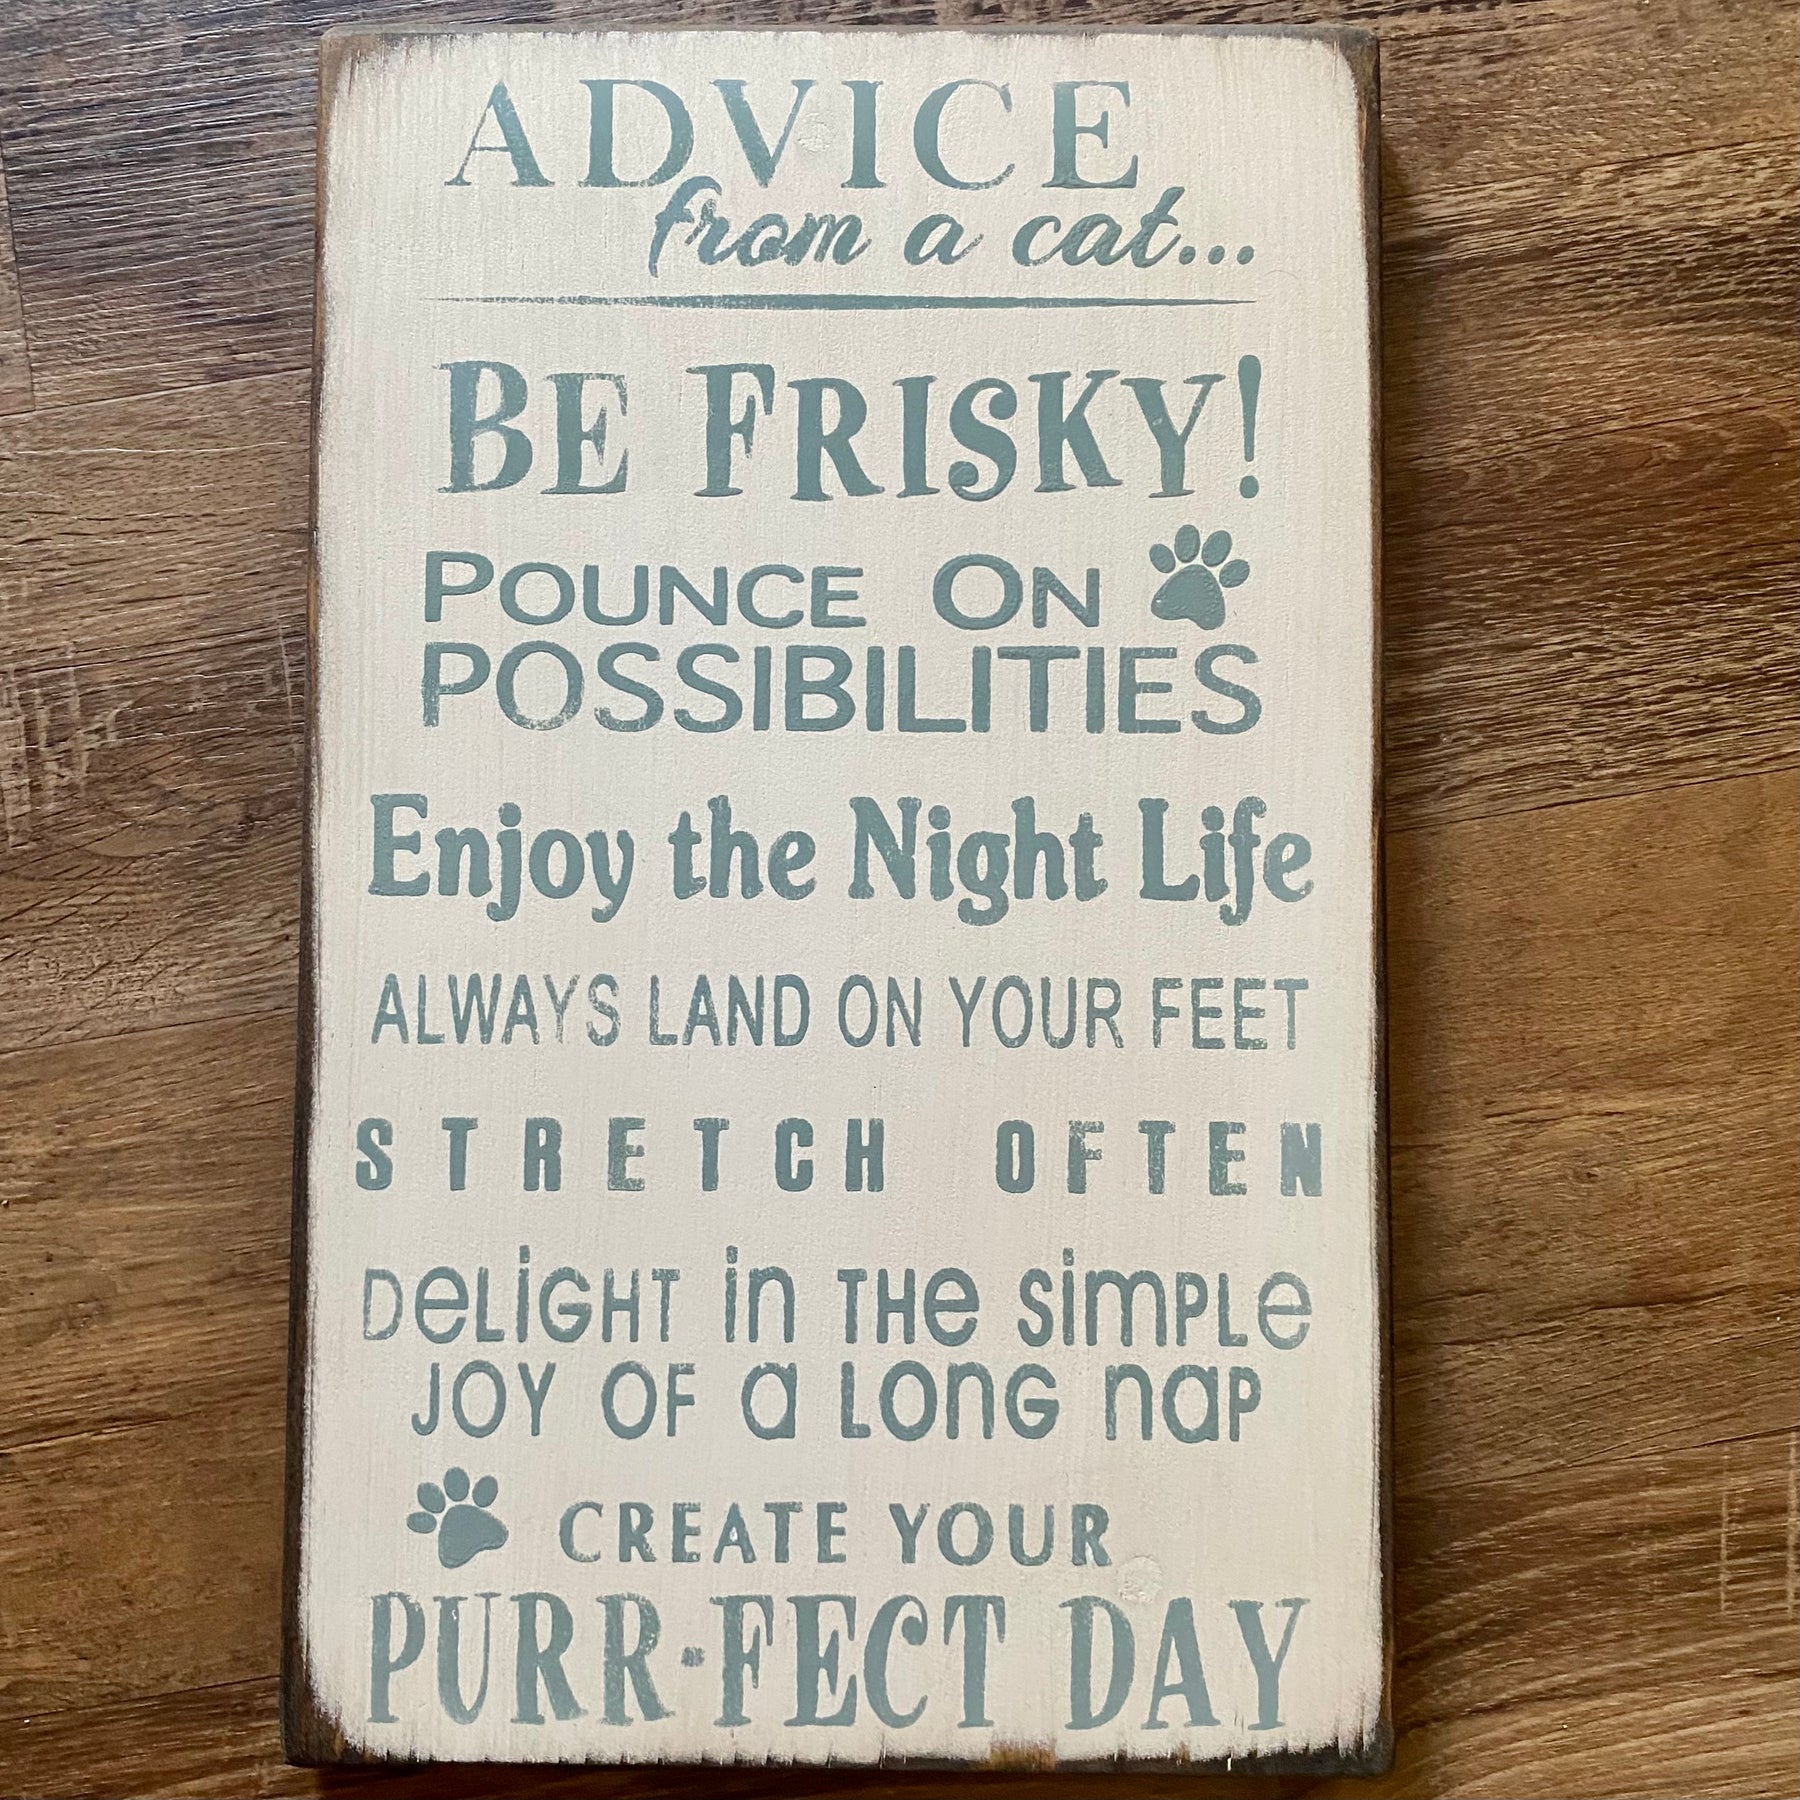 ADVICE
from a cat...
BE FRISKY!
POUNCE ON
POSSIBILITIES
Enjoy the Night Life
ALWAYS LAND ON YOUR FEET
STRETCH OFTEN
DeLiGHT in THe simPLe
JOY OF a LonG naP
CREATE YOUR
PURR-FECT DAY